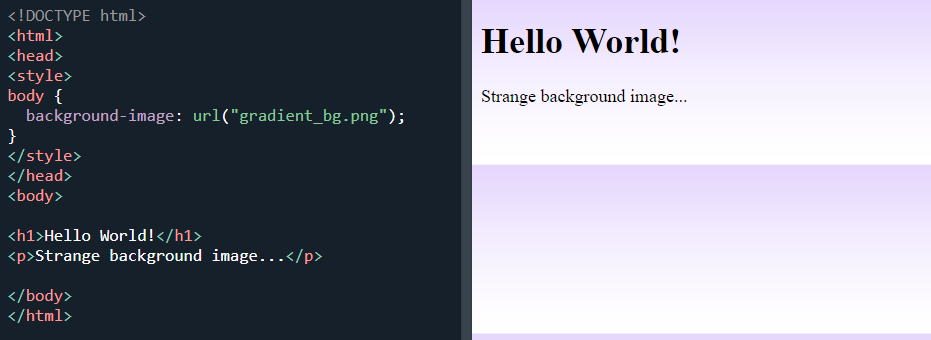 <!DOCTYPE html>
<html>
<head>
<style>
body {
  background-image: url("gradient_bg.png");
}
</style>
</head>
<body>

<h1>Hello World!</h1>
<p>Strange background image...</p>

</body>
</html>
Hello World!
Strange background image...